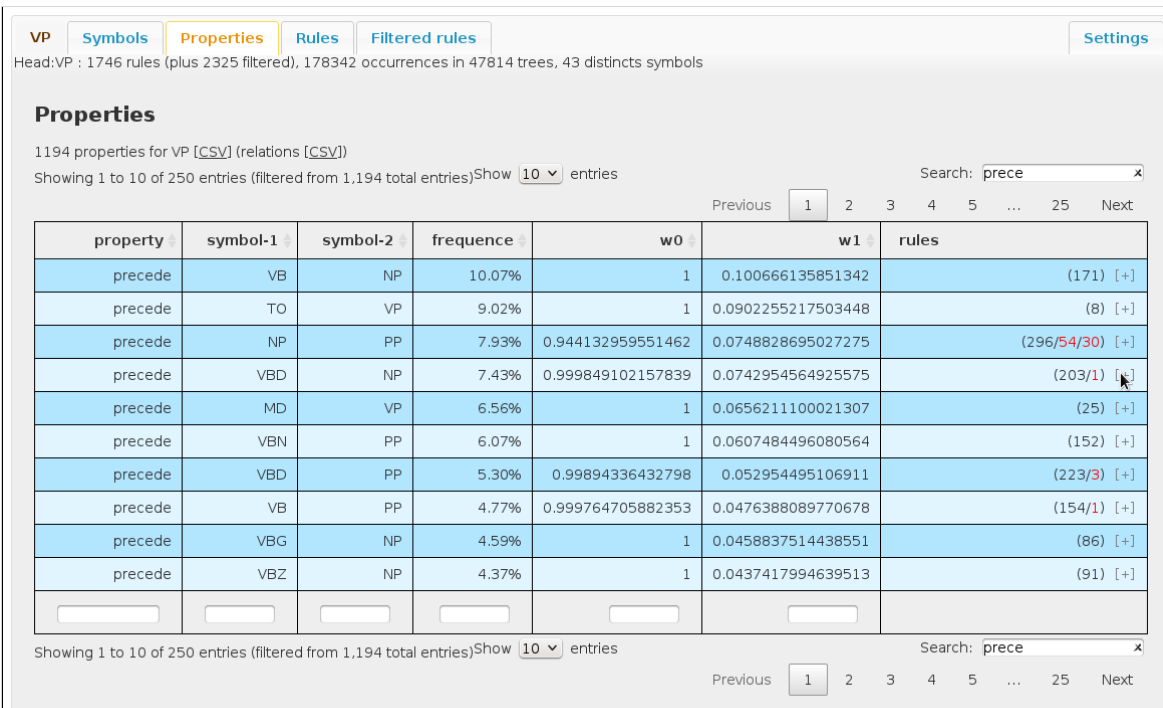 VP Symbols Properties Rules Filtered rules Settings
Head:VP : 1746 rules (plus 2325 filtered), 178342 occurrences in 47814 trees, 43 distincts symbols
Properties
1194 properties for VP [CSV] (relations [CSV])
Showing 1 to 10 of 250 entries (filtered from 1,194 total entries) Show 10 entries Search: prece
Previous 1 2 3 4 5 ... 25 Next
property symbol-1 symbol-2 frequence w0 w1 rules
precede VB NP 10.07% 1 0.100666135851342 (171) [+]
precede TO VP 9.02% 1 0.0902255217503448 (8) [+]
precede NP PP 7.93% 0.944132959551462 0.0748828695027275 (296/54/30) [+]
precede VBD NP 7.43% 0.999849102157839 0.0742954564925575 (203/1) [+]
precede MD VP 6.56% 1 0.0656211100021307 (25) [+]
precede VBN PP 6.07% 1 0.0607484496080564 (152) [+]
precede VBD PP 5.30% 0.99894336432798 0.052954495106911 (223/3) [+]
precede VB PP 4.77% 0.999764705882353 0.0476388089770678 (154/1) [+]
precede VBG NP 4.59% 1 0.0458837514438551 (86) [+]
precede VBZ NP 4.37% 1 0.0437417994639513 (91) [+]
Showing 1 to 10 of 250 entries (filtered from 1,194 total entries) Show 10 entries Search: prece
Previous 1 2 3 4 5 ... 25 Next